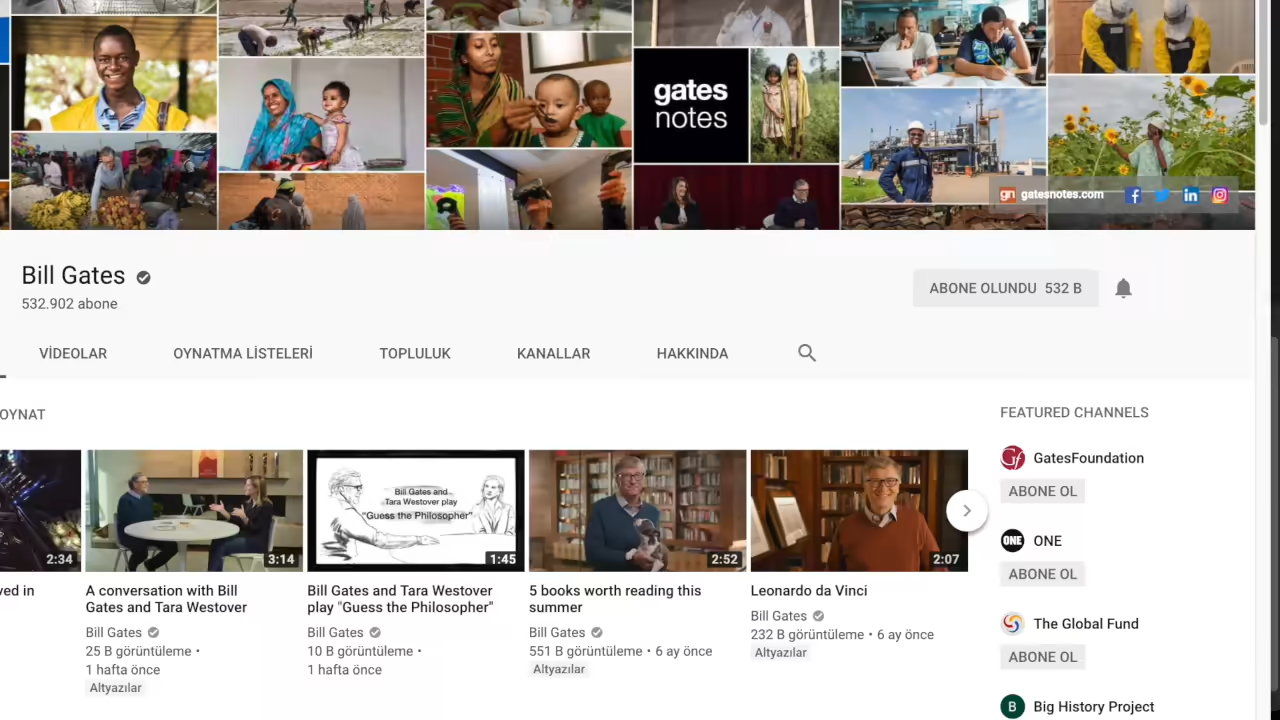 gates
notes
gn gatesnotes.com
Bill Gates
532.902 abone
ABONE OLUNDU 532 B
VİDEOLAR
OYNATMA LİSTELERİ
TOPLULUK
KANALLAR
HAKKINDA
OYNAT
2:34
ved in
3:14
A conversation with Bill
Gates and Tara Westover
Bill Gates
25 B görüntüleme •
1 hafta önce
Altyazılar
Bill Gates and
Tara Westover play
"Guess the Philosopher"
1:45
Bill Gates and Tara Westover
play "Guess the Philosopher"
Bill Gates
10 B görüntüleme •
1 hafta önce
2:52
5 books worth reading this
summer
Bill Gates
551 B görüntüleme • 6 ay önce
Altyazılar
2:07
Leonardo da Vinci
Bill Gates
232 B görüntüleme • 6 ay önce
Altyazılar
FEATURED CHANNELS
GatesFoundation
ABONE OL
ONE
ONE
ABONE OL
The Global Fund
ABONE OL
B Big History Project